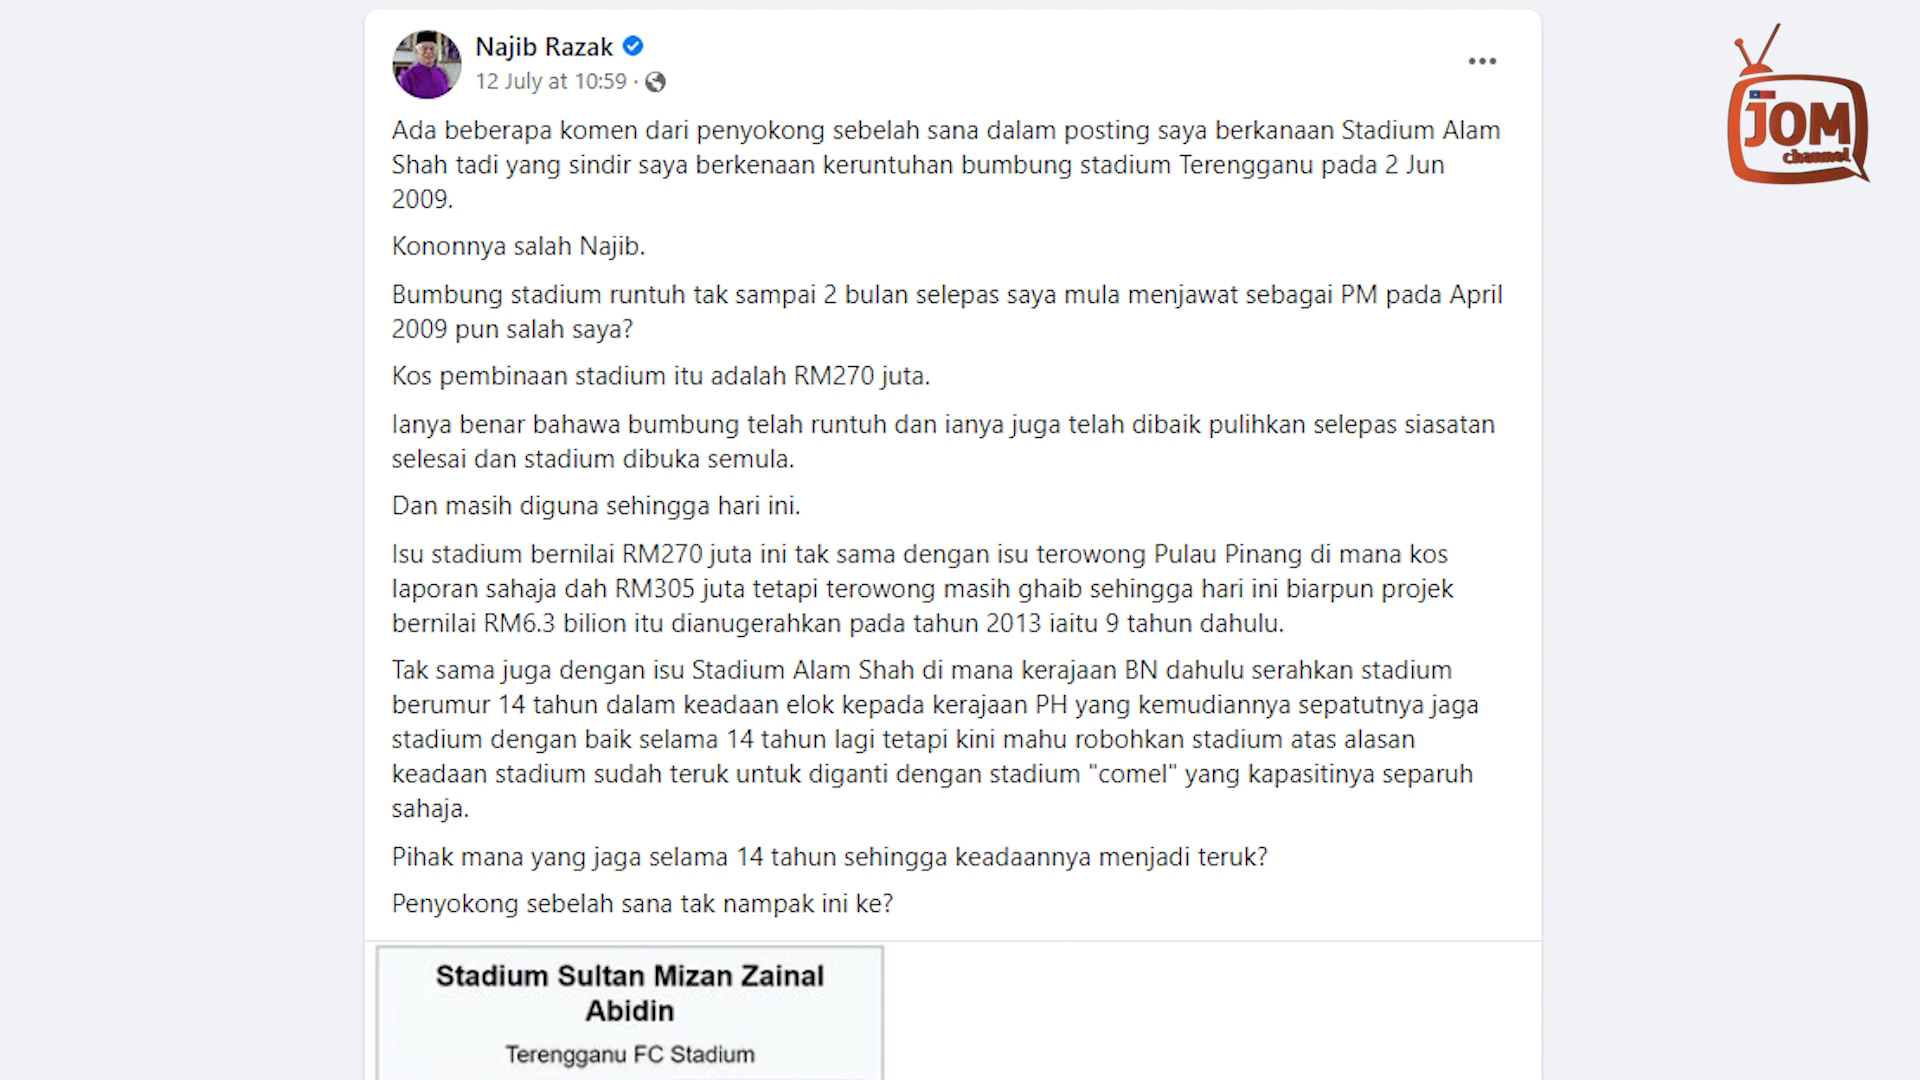 Najib Razak
12 July at 10:59 ·
Ada beberapa komen dari penyokong sebelah sana dalam posting saya berkanaan Stadium Alam
Shah tadi yang sindir saya berkenaan keruntuhan bumbung stadium Terengganu pada 2 Jun
2009.
Kononnya salah Najib.
Bumbung stadium runtuh tak sampai 2 bulan selepas saya mula menjawat sebagai PM pada April
2009 pun salah saya?
Kos pembinaan stadium itu adalah RM270 juta.
Ianya benar bahawa bumbung telah runtuh dan ianya juga telah dibaik pulihkan selepas siasatan
selesai dan stadium dibuka semula.
Dan masih diguna sehingga hari ini.
Isu stadium bernilai RM270 juta ini tak sama dengan isu terowong Pulau Pinang di mana kos
laporan sahaja dah RM305 juta tetapi terowong masih ghaib sehingga hari ini biarpun projek
bernilai RM6.3 bilion itu dianugerahkan pada tahun 2013 iaitu 9 tahun dahulu.
Tak sama juga dengan isu Stadium Alam Shah di mana kerajaan BN dahulu serahkan stadium
berumur 14 tahun dalam keadaan elok kepada kerajaan PH yang kemudiannya sepatutnya jaga
stadium dengan baik selama 14 tahun lagi tetapi kini mahu robohkan stadium atas alasan
keadaan stadium sudah teruk untuk diganti dengan stadium "comel" yang kapasitinya separuh
sahaja.
Pihak mana yang jaga selama 14 tahun sehingga keadaannya menjadi teruk?
Penyokong sebelah sana tak nampak ini ke?
Stadium Sultan Mizan Zainal
Abidin
Terengganu FC Stadium
JOM
channel